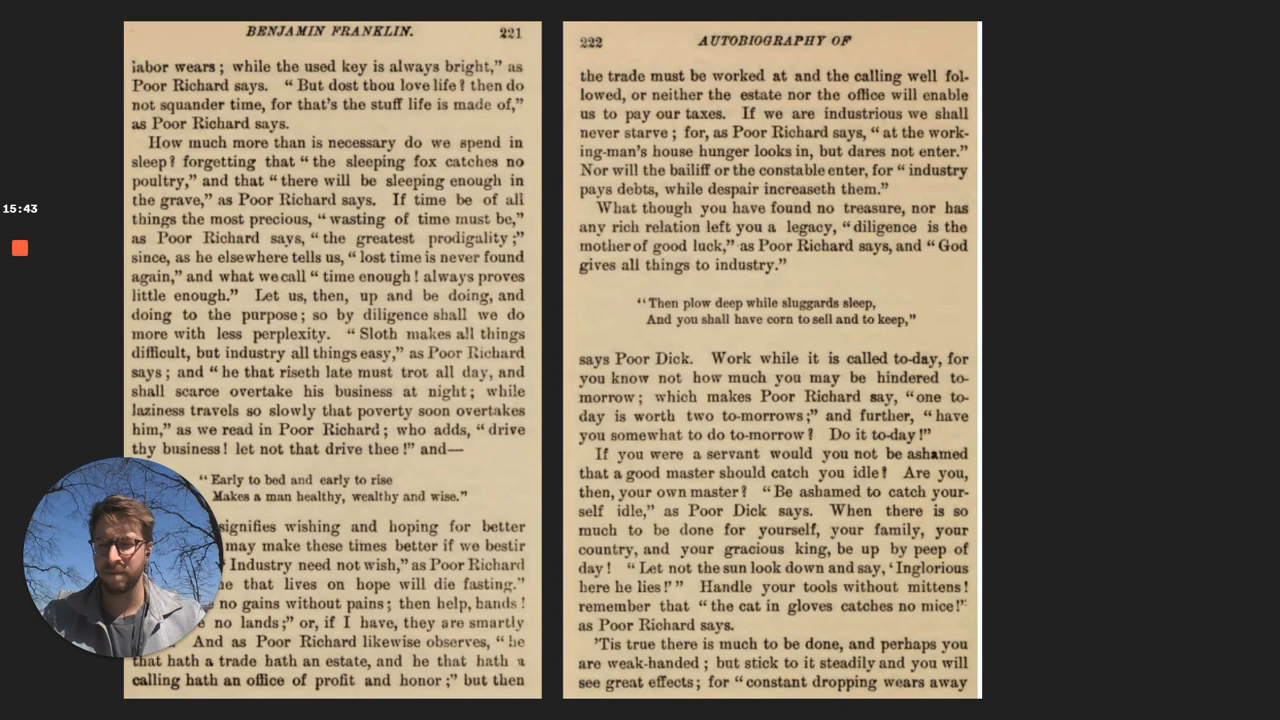 BENJAMIN FRANKLIN. 221
labor wears; while the used key is always bright,” as
Poor Richard says. “But dost thou love life? then do
not squander time, for that’s the stuff life is made of,”
as Poor Richard says.
How much more than is necessary do we spend in
sleep? forgetting that “the sleeping fox catches no
poultry,” and that “there will be sleeping enough in
the grave,” as Poor Richard says. If time be of all
things the most precious, “wasting of time must be,”
as Poor Richard says, “the greatest prodigality;”
since, as he elsewhere tells us, “lost time is never found
again,” and what we call “time enough! always proves
little enough.” Let us, then, up and be doing, and
doing to the purpose; so by diligence shall we do
more with less perplexity. “Sloth makes all things
difficult, but industry all things easy,” as Poor Richard
says; and “he that riseth late must trot all day, and
shall scarce overtake his business at night; while
laziness travels so slowly that poverty soon overtakes
him,” as we read in Poor Richard; who adds, “drive
thy business! let not that drive thee!” and—
“Early to bed and early to rise
Makes a man healthy, wealthy and wise.”
signifies wishing and hoping for better
may make these times better if we bestir
Industry need not wish,” as Poor Richard
that lives on hope will die fasting.”
no gains without pains; then help, hands!
no lands;” or, if I have, they are smartly
And as Poor Richard likewise observes, “he
that hath a trade hath an estate, and he that hath a
calling hath an office of profit and honor;” but then
222 AUTOBIOGRAPHY OF
the trade must be worked at and the calling well fol-
lowed, or neither the estate nor the office will enable
us to pay our taxes. If we are industrious we shall
never starve; for, as Poor Richard says, “at the work-
ing-man’s house hunger looks in, but dares not enter.”
Nor will the bailiff or the constable enter, for “industry
pays debts, while despair increaseth them.”
What though you have found no treasure, nor has
any rich relation left you a legacy, “diligence is the
mother of good luck,” as Poor Richard says, and “God
gives all things to industry.”
“Then plow deep while sluggards sleep,
And you shall have corn to sell and to keep,”
says Poor Dick. Work while it is called to-day, for
you know not how much you may be hindered to-
morrow; which makes Poor Richard say, “one to-
day is worth two to-morrows;” and further, “have
you somewhat to do to-morrow? Do it to-day!”
If you were a servant would you not be ashamed
that a good master should catch you idle? Are you,
then, your own master? “Be ashamed to catch your-
self idle,” as Poor Dick says. When there is so
much to be done for yourself, your family, your
country, and your gracious king, be up by peep of
day! “Let not the sun look down and say, ‘Inglorious
here he lies!’” Handle your tools without mittens!
remember that “the cat in gloves catches no mice!”
as Poor Richard says.
’Tis true there is much to be done, and perhaps you
are weak-handed; but stick to it steadily and you will
see great effects; for “constant dropping wears away
15:43